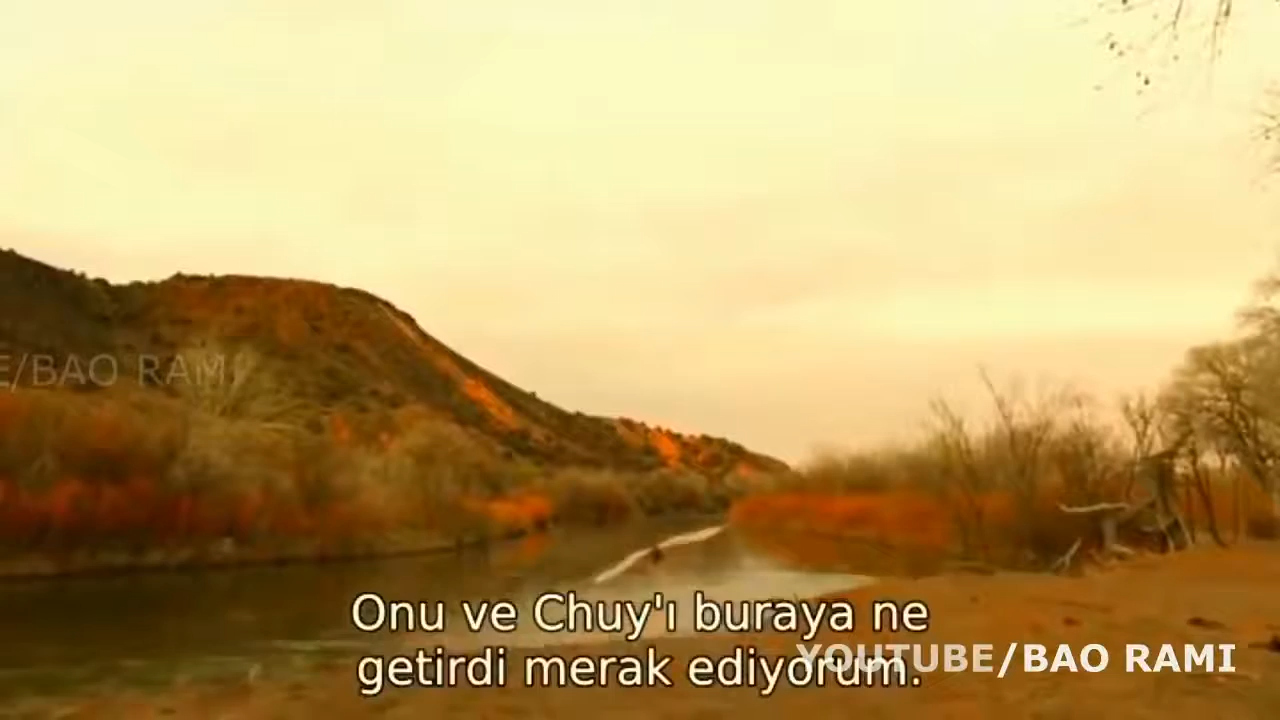 E/BAO RAMI
Onu ve Chuy'ı buraya ne
getirdi merak ediyorum.
YOUTUBE/BAO RAMI